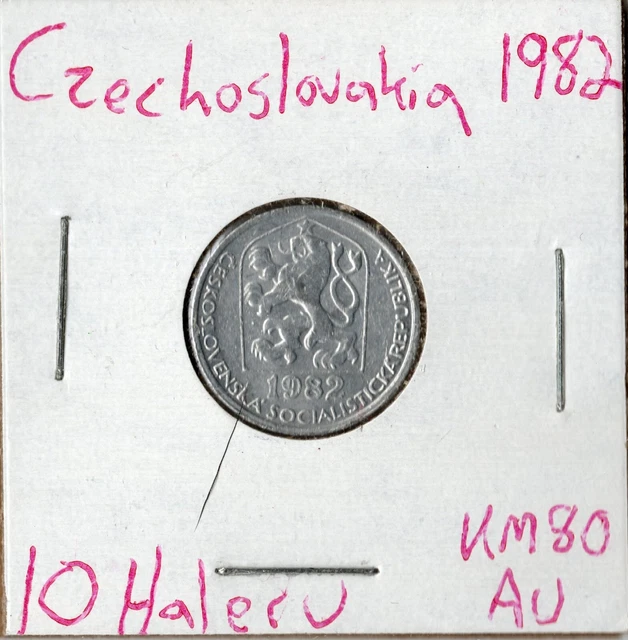 Czechoslovakia 1982
ČESKOSLOVENSKÁ SOCIALISTICKÁ REPUBLIKA
1982
10 Haleru
KM80
AU